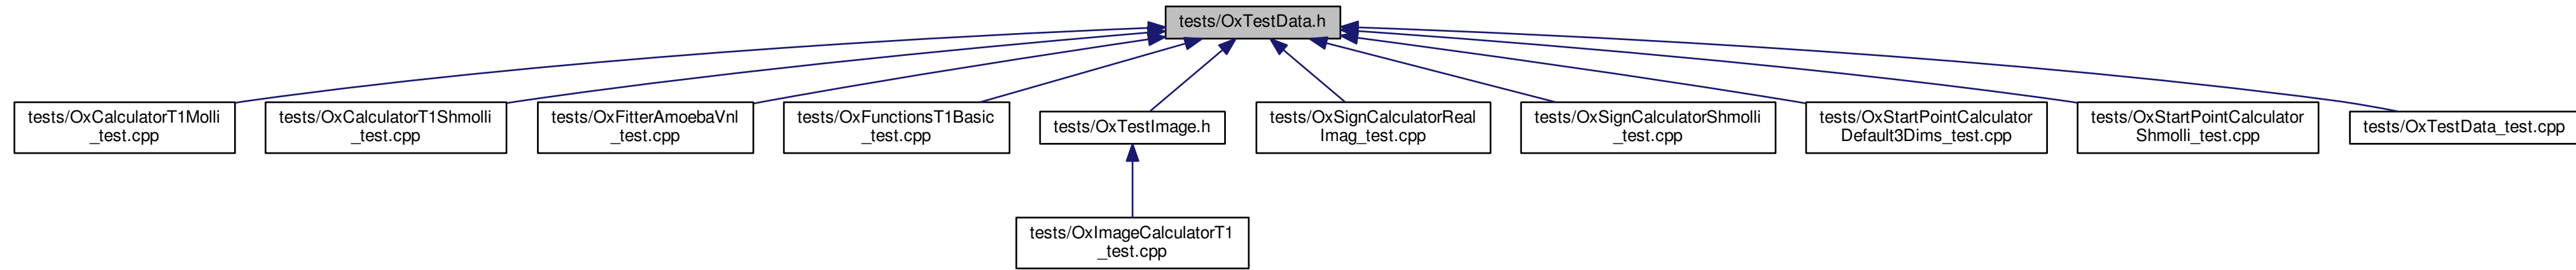 tests/OxTestData.h
tests/OxCalculatorT1Molli
_test.cpp
tests/OxCalculatorT1Shmolli
_test.cpp
tests/OxFitterAmoebaVnl
_test.cpp
tests/OxFunctionsT1Basic
_test.cpp
tests/OxTestImage.h
tests/OxSignCalculatorReal
Imag_test.cpp
tests/OxSignCalculatorShmolli
_test.cpp
tests/OxStartPointCalculator
Default3Dims_test.cpp
tests/OxStartPointCalculator
Shmolli_test.cpp
tests/OxTestData_test.cpp
tests/OxImageCalculatorT1
_test.cpp